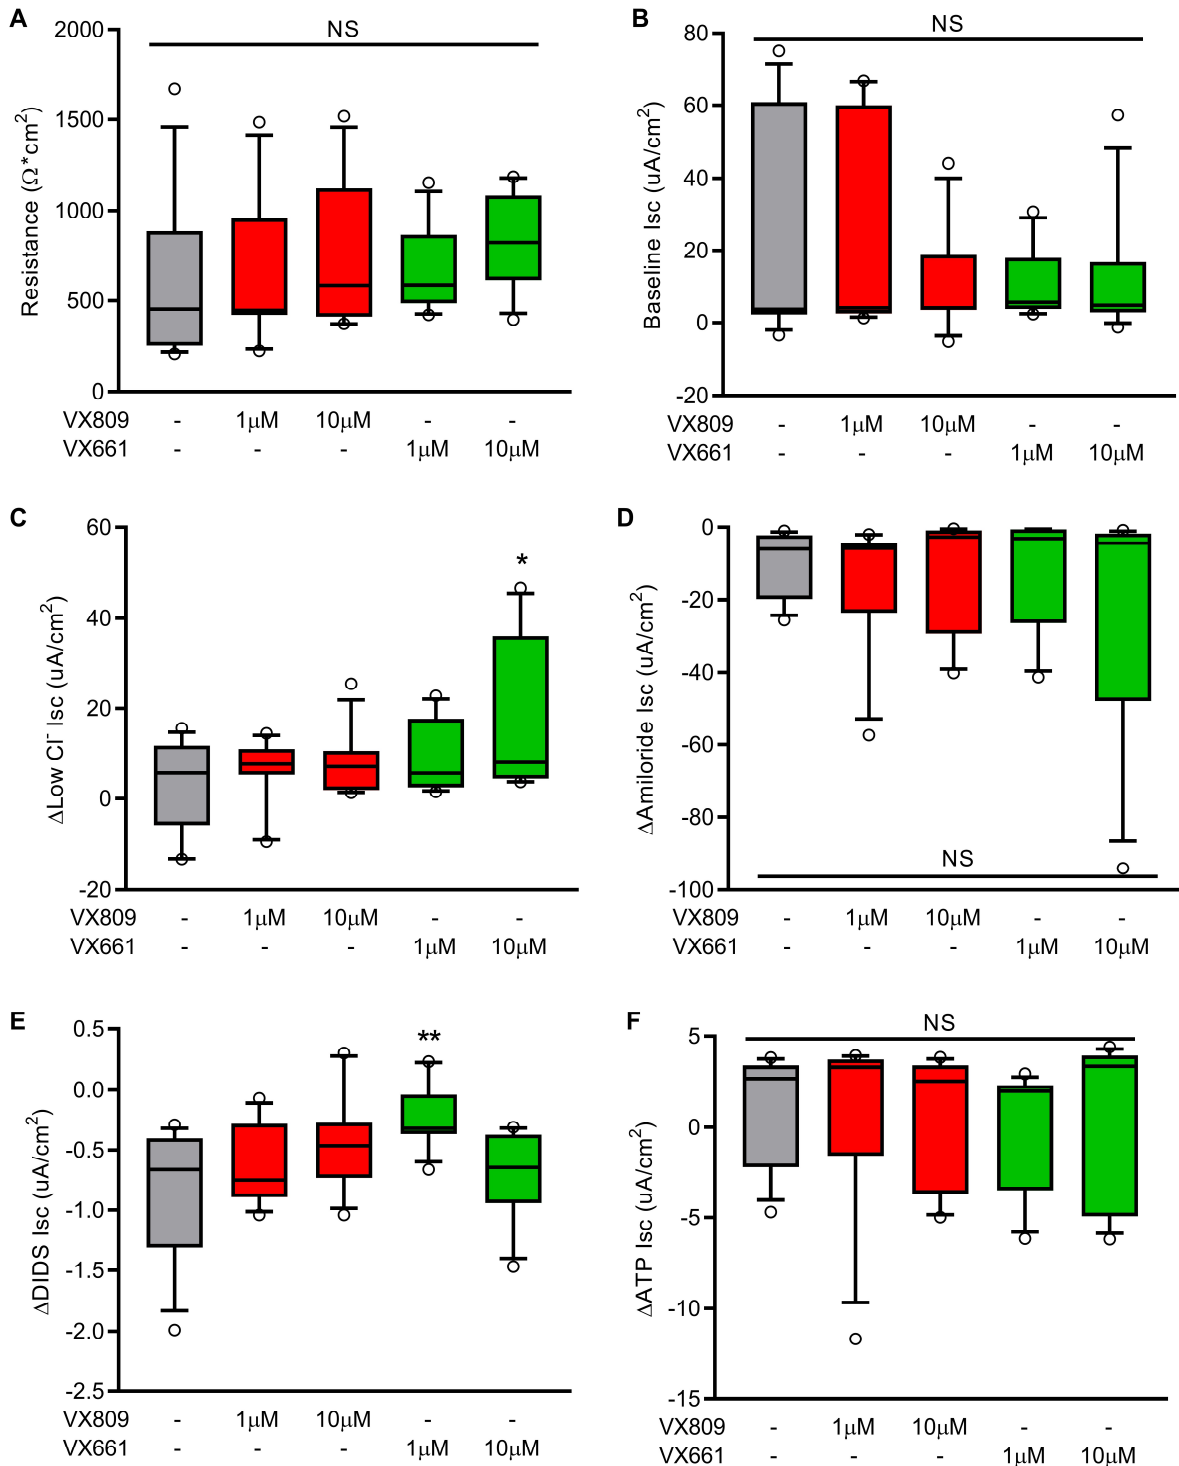 A
Resistance (Ω*cm2)
2000
1500
1000
500
0
NS
VX809 - 1μM 10μM - -
VX661 - - - 1μM 10μM
B
Baseline Isc (uA/cm2)
80
60
40
20
0
-20
NS
VX809 - 1μM 10μM - -
VX661 - - - 1μM 10μM
C
ΔLow Cl- Isc (uA/cm2)
60
40
20
0
-20
*
VX809 - 1μM 10μM - -
VX661 - - - 1μM 10μM
D
ΔAmiloride Isc (uA/cm2)
0
-20
-40
-60
-80
-100
NS
VX809 - 1μM 10μM - -
VX661 - - - 1μM 10μM
E
ΔDIDS Isc (uA/cm2)
0.5
0.0
-0.5
-1.0
-1.5
-2.0
-2.5
**
VX809 - 1μM 10μM - -
VX661 - - - 1μM 10μM
F
ΔATP Isc (uA/cm2)
5
0
-5
-10
-15
NS
VX809 - 1μM 10μM - -
VX661 - - - 1μM 10μM